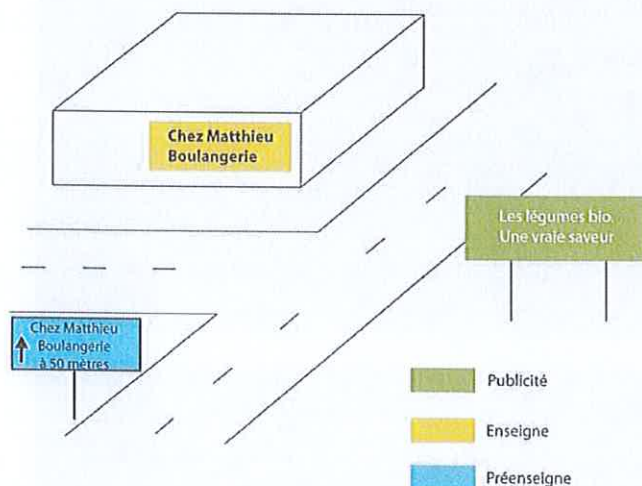 Chez Matthieu
Boulangerie
Les légumes bio.
Une vraie saveur
Chez Matthieu
Boulangerie
à 50 mètres
Publicité
Enseigne
Préenseigne